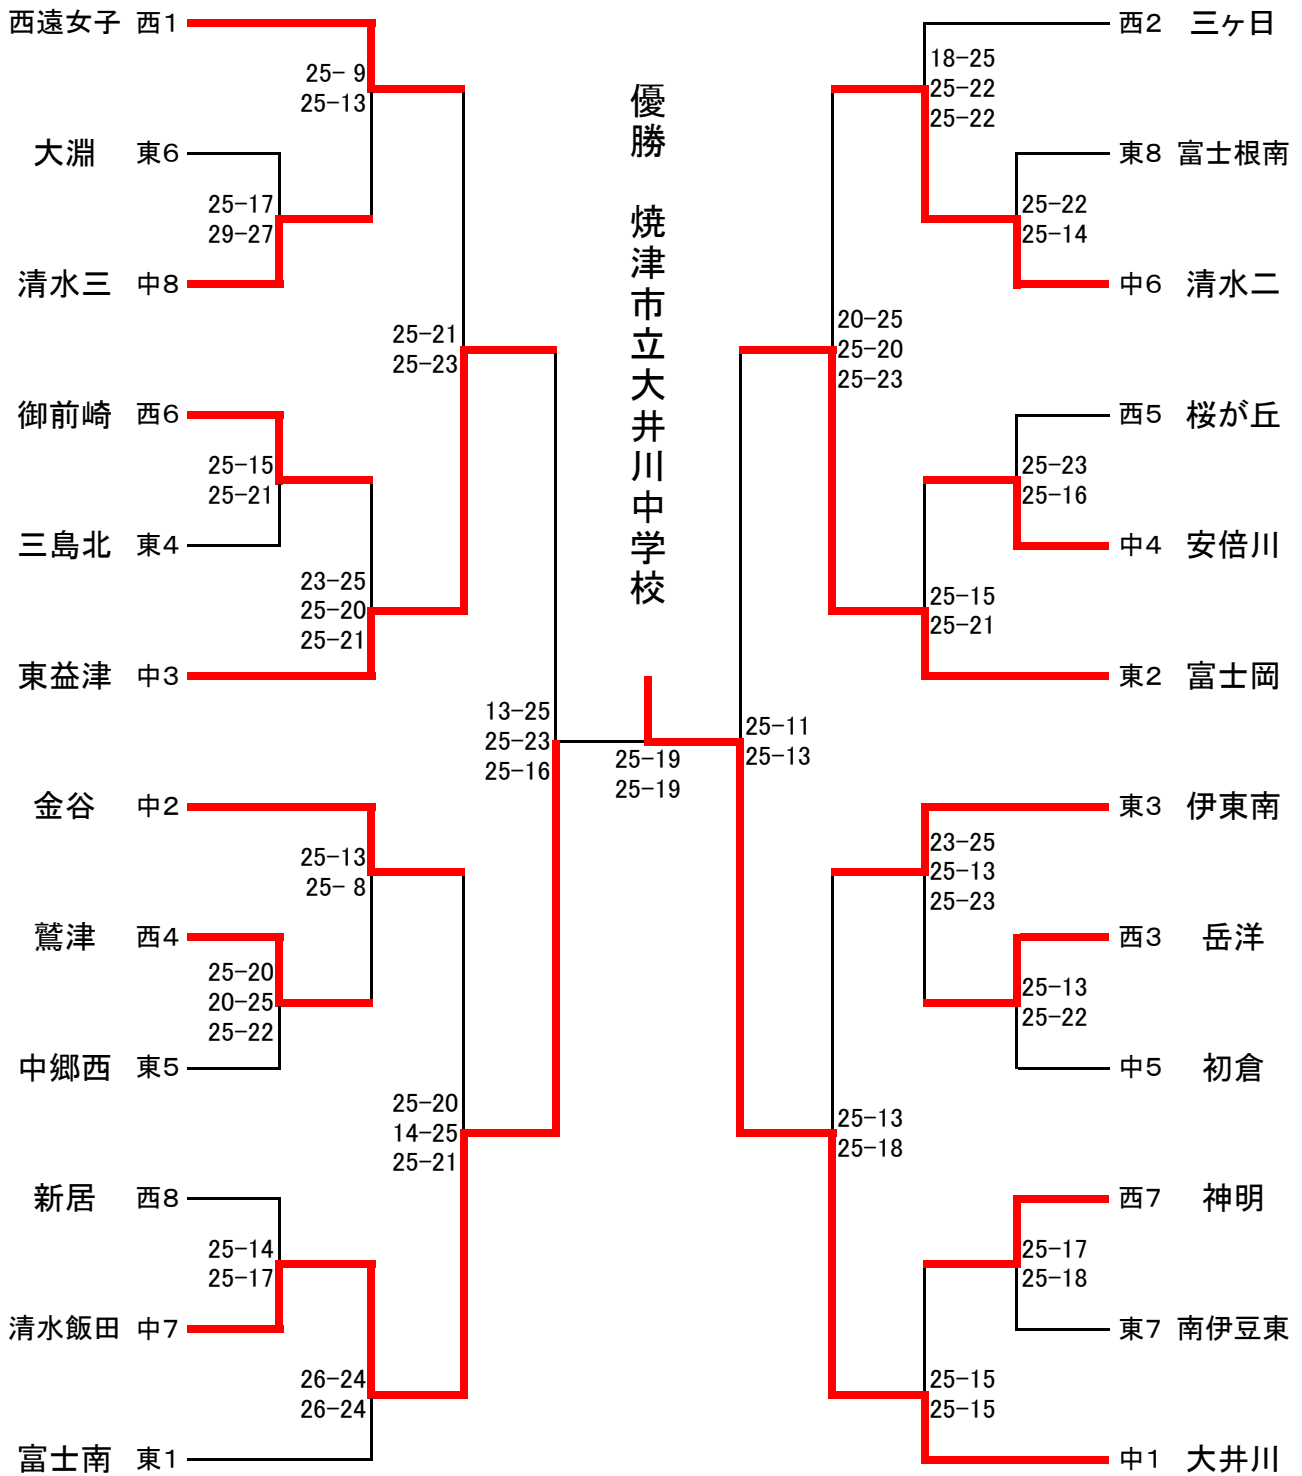 西遠女子 西1
25- 9
25-13
大淵 東6
25-17
29-27
清水三 中8
25-21
25-23
御前崎 西6
25-15
25-21
三島北 東4
23-25
25-20
25-21
東益津 中3
13-25
25-23
25-16
金谷 中2
25-13
25- 8
鷲津 西4
25-20
20-25
25-22
中郷西 東5
25-20
14-25
25-21
新居 西8
25-14
25-17
清水飯田 中7
26-24
26-24
富士南 東1
優勝 焼津市立大井川中学校
25-19
25-19
西2 三ヶ日
18-25
25-22
25-22
東8 富士根南
25-22
25-14
中6 清水二
20-25
25-20
25-23
西5 桜が丘
25-23
25-16
中4 安倍川
25-15
25-21
東2 富士岡
25-11
25-13
東3 伊東南
23-25
25-13
25-23
西3 岳洋
25-13
25-22
中5 初倉
25-13
25-18
西7 神明
25-17
25-18
東7 南伊豆東
25-15
25-15
中1 大井川